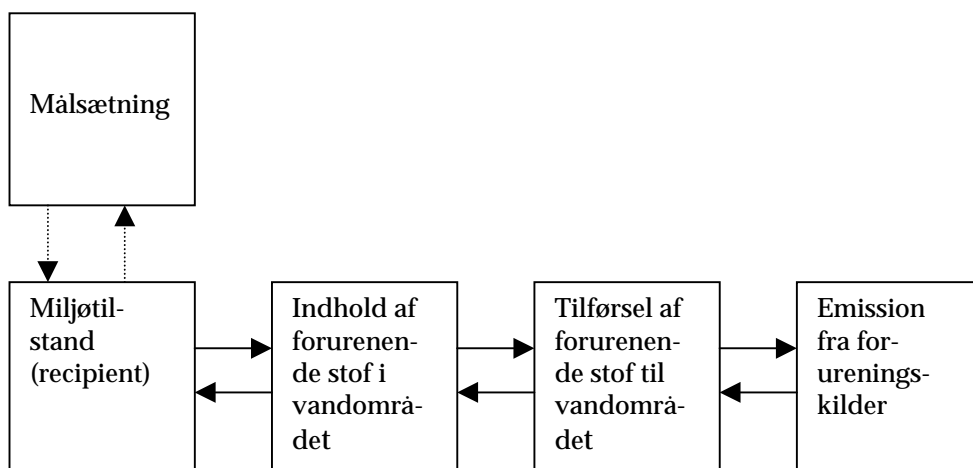 Målsætning
Miljøtil-
stand
(recipient)
Indhold af
forurenen-
de stof i
vandområ-
det
Tilførsel af
forurenen-
de stof til
vandområ-
det
Emission
fra for-
urenings-
kilder